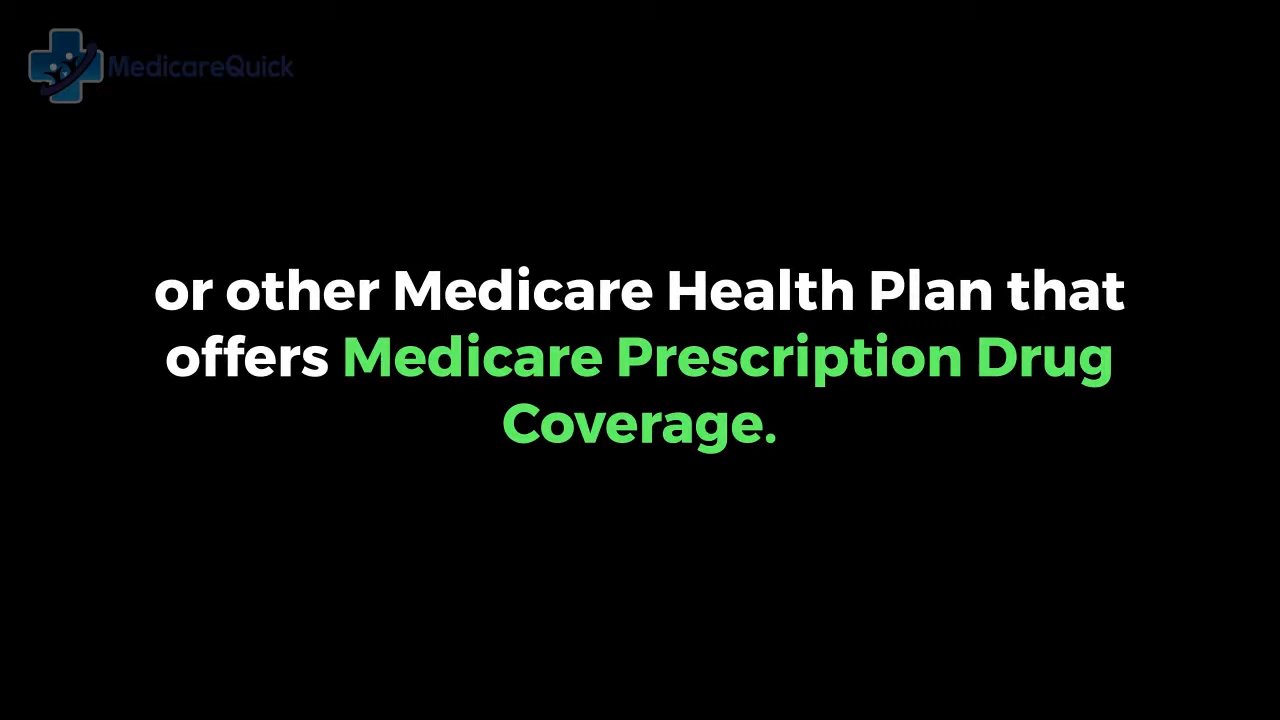 MedicareQuick
or other Medicare Health Plan that
offers Medicare Prescription Drug
Coverage.